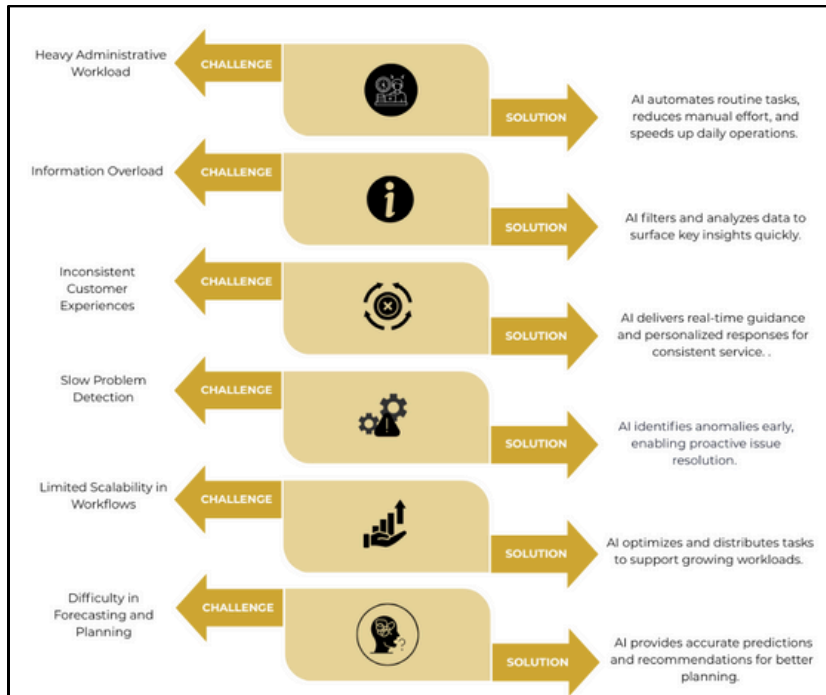 Heavy Administrative
Workload
CHALLENGE
SOLUTION
AI automates routine tasks,
reduces manual effort, and
speeds up daily operations.
Information Overload
CHALLENGE
i
SOLUTION
AI filters and analyzes data to
surface key insights quickly.
Inconsistent
Customer
Experiences
CHALLENGE
SOLUTION
AI delivers real-time guidance
and personalized responses for
consistent service. .
Slow Problem
Detection
CHALLENGE
SOLUTION
AI identifies anomalies early,
enabling proactive issue
resolution.
Limited Scalability in
Workflows
CHALLENGE
SOLUTION
AI optimizes and distributes tasks
to support growing workloads.
Difficulty in
Forecasting and
Planning
CHALLENGE
?
SOLUTION
AI provides accurate predictions
and recommendations for better
planning.